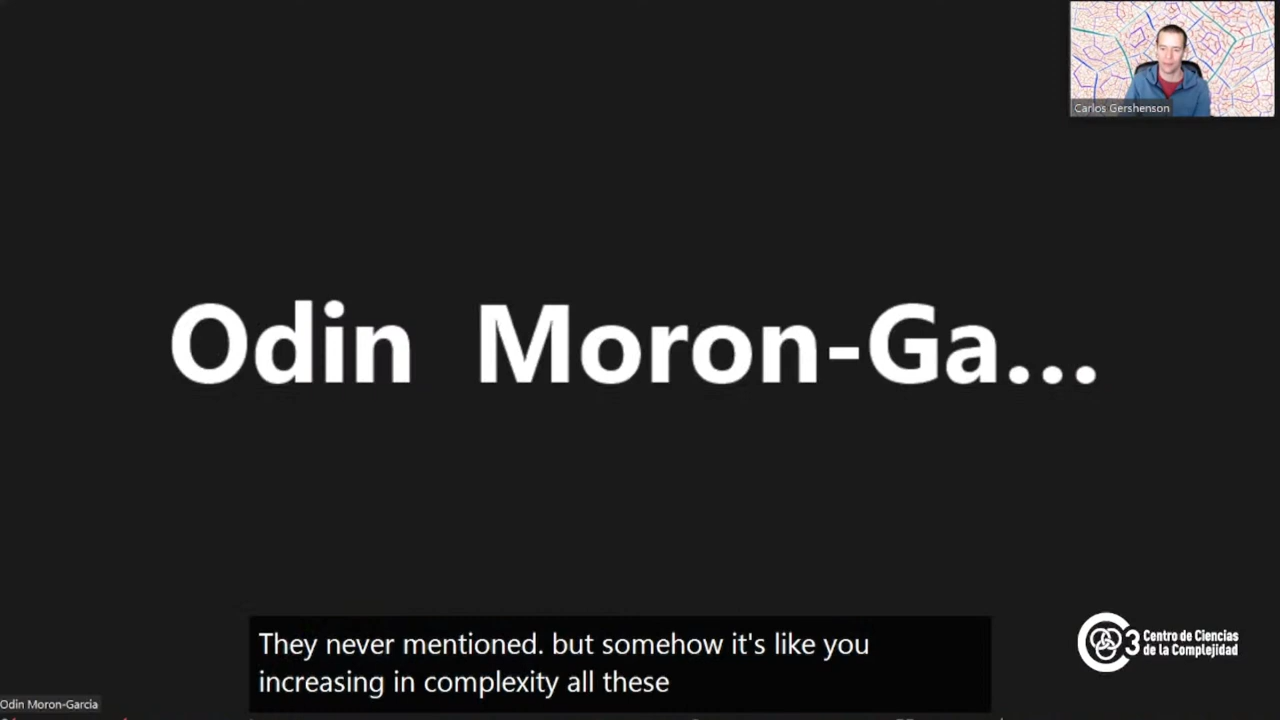 Carlos Gershenson
Odin Moron-Ga...
They never mentioned. but somehow it's like you
increasing in complexity all these
3 Centro de Ciencias
de la Complejidad
Odin Moron-Garcia